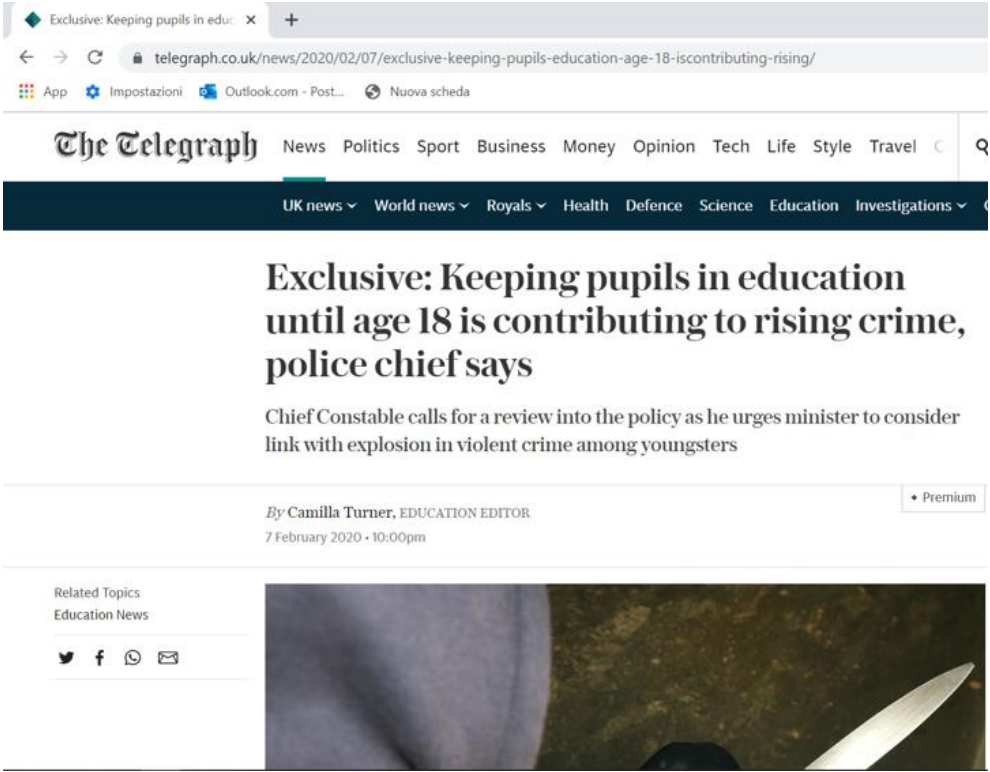 Exclusive: Keeping pupils in educ
telegraph.co.uk/news/2020/02/07/exclusive-keeping-pupils-education-age-18-iscontributing-rising/
App Impostazioni Outlook.com - Post... Nuova scheda
The Telegraph News Politics Sport Business Money Opinion Tech Life Style Travel C
UK news World news Royals Health Defence Science Education Investigations
Exclusive: Keeping pupils in education
until age 18 is contributing to rising crime,
police chief says
Chief Constable calls for a review into the policy as he urges minister to consider
link with explosion in violent crime among youngsters
Premium
By Camilla Turner, EDUCATION EDITOR
7 February 2020 • 10:00pm
Related Topics
Education News